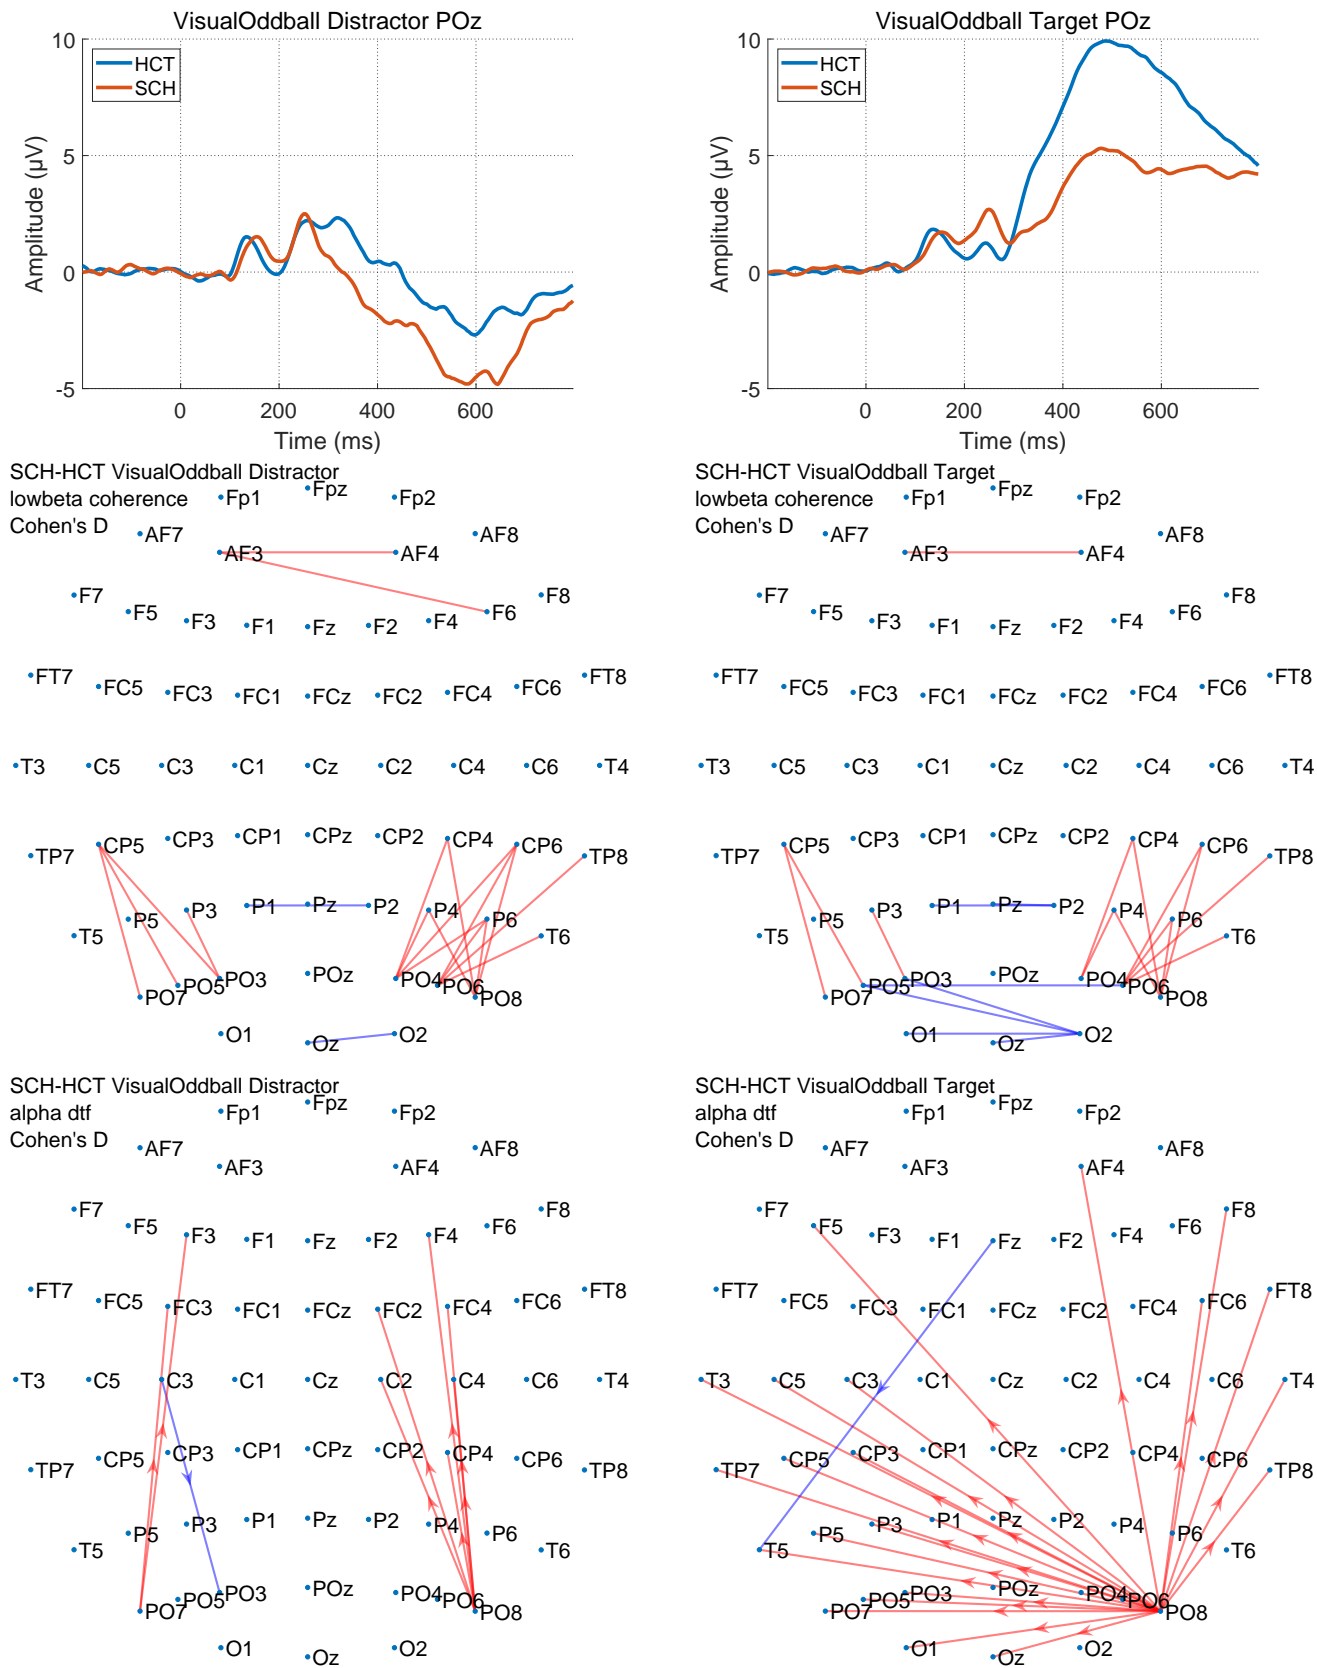 VisualOddball Distractor POz
HCT
SCH
Amplitude (µV)
10
5
0
-5
0 200 400 600
Time (ms)
VisualOddball Target POz
HCT
SCH
Amplitude (µV)
10
5
0
-5
0 200 400 600
Time (ms)
SCH-HCT VisualOddball Distractor
lowbeta coherence
Cohen's D
Fp1 Fpz Fp2
AF7 AF3 AF4 AF8
F7 F5 F3 F1 Fz F2 F4 F6 F8
FT7 FC5 FC3 FC1 FCz FC2 FC4 FC6 FT8
T3 C5 C3 C1 Cz C2 C4 C6 T4
TP7 CP5 CP3 CP1 CPz CP2 CP4 CP6 TP8
T5 P5 P3 P1 Pz P2 P4 P6 T6
PO7 PO5 PO3 POz PO4 PO6 PO8
O1 Oz O2
SCH-HCT VisualOddball Target
lowbeta coherence
Cohen's D
Fp1 Fpz Fp2
AF7 AF3 AF4 AF8
F7 F5 F3 F1 Fz F2 F4 F6 F8
FT7 FC5 FC3 FC1 FCz FC2 FC4 FC6 FT8
T3 C5 C3 C1 Cz C2 C4 C6 T4
TP7 CP5 CP3 CP1 CPz CP2 CP4 CP6 TP8
T5 P5 P3 P1 Pz P2 P4 P6 T6
PO7 PO5 PO3 POz PO4 PO6 PO8
O1 Oz O2
SCH-HCT VisualOddball Distractor
alpha dtf
Cohen's D
Fp1 Fpz Fp2
AF7 AF3 AF4 AF8
F7 F5 F3 F1 Fz F2 F4 F6 F8
FT7 FC5 FC3 FC1 FCz FC2 FC4 FC6 FT8
T3 C5 C3 C1 Cz C2 C4 C6 T4
TP7 CP5 CP3 CP1 CPz CP2 CP4 CP6 TP8
T5 P5 P3 P1 Pz P2 P4 P6 T6
PO7 PO5 PO3 POz PO4 PO6 PO8
O1 Oz O2
SCH-HCT VisualOddball Target
alpha dtf
Cohen's D
Fp1 Fpz Fp2
AF7 AF3 AF4 AF8
F7 F5 F3 F1 Fz F2 F4 F6 F8
FT7 FC5 FC3 FC1 FCz FC2 FC4 FC6 FT8
T3 C5 C3 C1 Cz C2 C4 C6 T4
TP7 CP5 CP3 CP1 CPz CP2 CP4 CP6 TP8
T5 P5 P3 P1 Pz P2 P4 P6 T6
PO7 PO5 PO3 POz PO4 PO6 PO8
O1 Oz O2